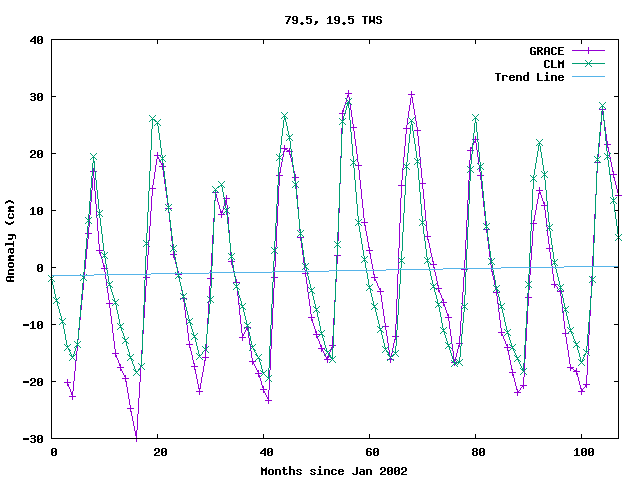 79.5, 19.5 TWS
GRACE
CLM
Trend Line
40
30
20
10
0
-10
-20
-30
Anomaly (cm)
0 20 40 60 80 100
Months since Jan 2002